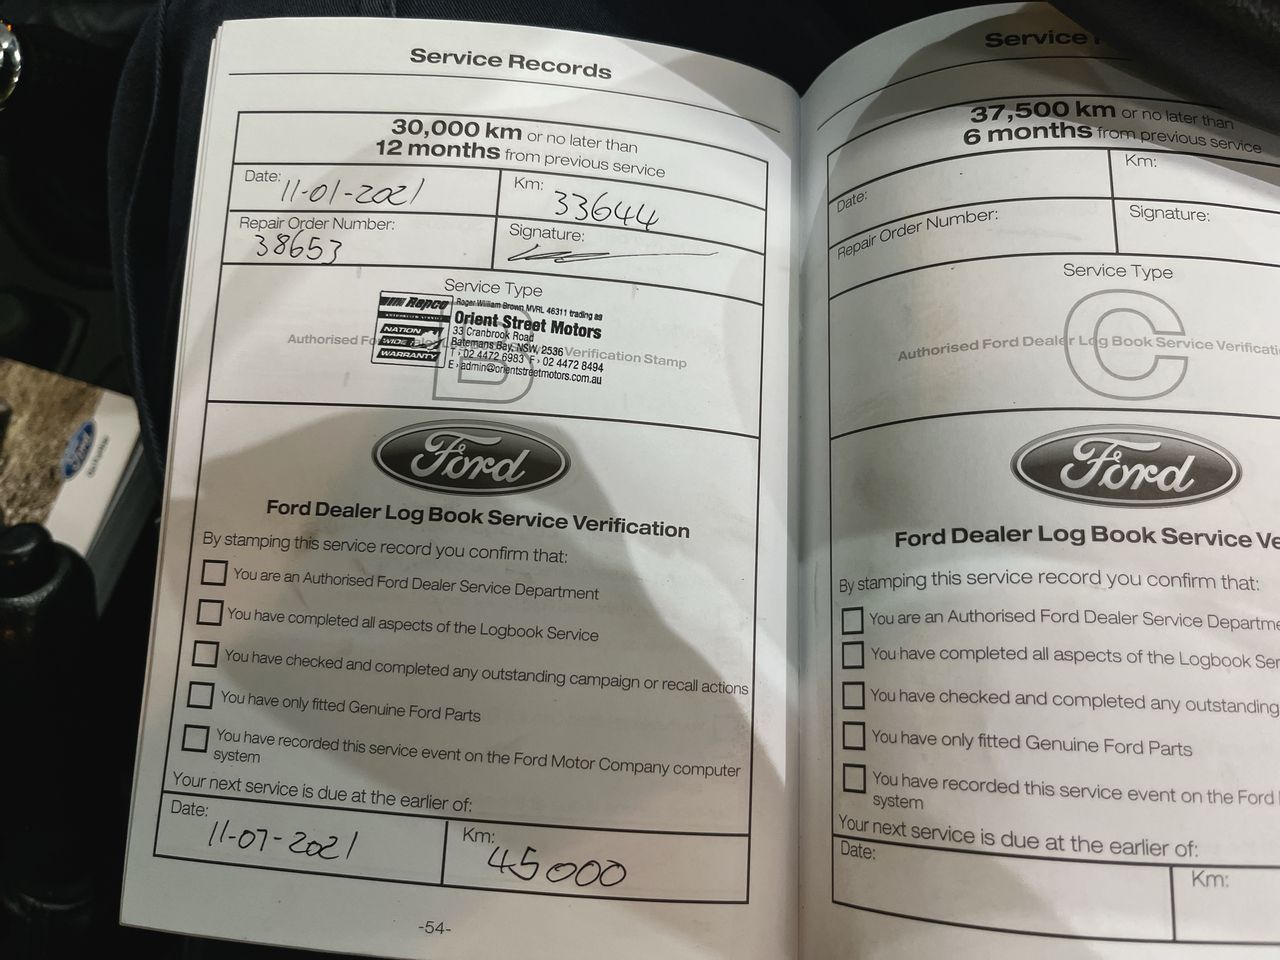 Service Records
30,000 km or no later than
12 months from previous service
Date: 11-01-2021
Km: 33644
Repair Order Number: 38653
Signature:
Service Type
B
Authorised Fo
Verification Stamp
Repco
AUTHORISED SERVICE
NATION
WIDE
WARRANTY
Roger William Brown MVRL 46311 trading as
Orient Street Motors
33 Cranbrook Road
Batemans Bay, NSW, 2536
T › 02 4472 6983 F › 02 4472 8494
E › admin@orientstreetmotors.com.au
Ford
Ford Dealer Log Book Service Verification
By stamping this service record you confirm that:
You are an Authorised Ford Dealer Service Department
You have completed all aspects of the Logbook Service
You have checked and completed any outstanding campaign or recall actions
You have only fitted Genuine Ford Parts
You have recorded this service event on the Ford Motor Company computer
system
Your next service is due at the earlier of:
Date: 11-07-2021
Km: 45000
-54-
Service
37,500 km or no later than
6 months from previous service
Date:
Km:
Repair Order Number:
Signature:
Service Type
C
Authorised Ford Dealer Log Book Service Verificati
Ford
Ford Dealer Log Book Service Ve
By stamping this service record you confirm that:
You are an Authorised Ford Dealer Service Departme
You have completed all aspects of the Logbook Ser
You have checked and completed any outstanding
You have only fitted Genuine Ford Parts
You have recorded this service event on the Ford
system
Your next service is due at the earlier of:
Date:
Km:
Ford